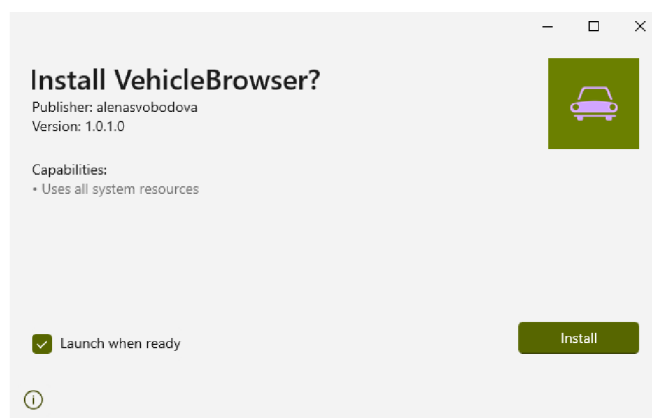 Install VehicleBrowser?
Publisher: alenasvobodova
Version: 1.0.1.0
Capabilities:
• Uses all system resources
Launch when ready
Install